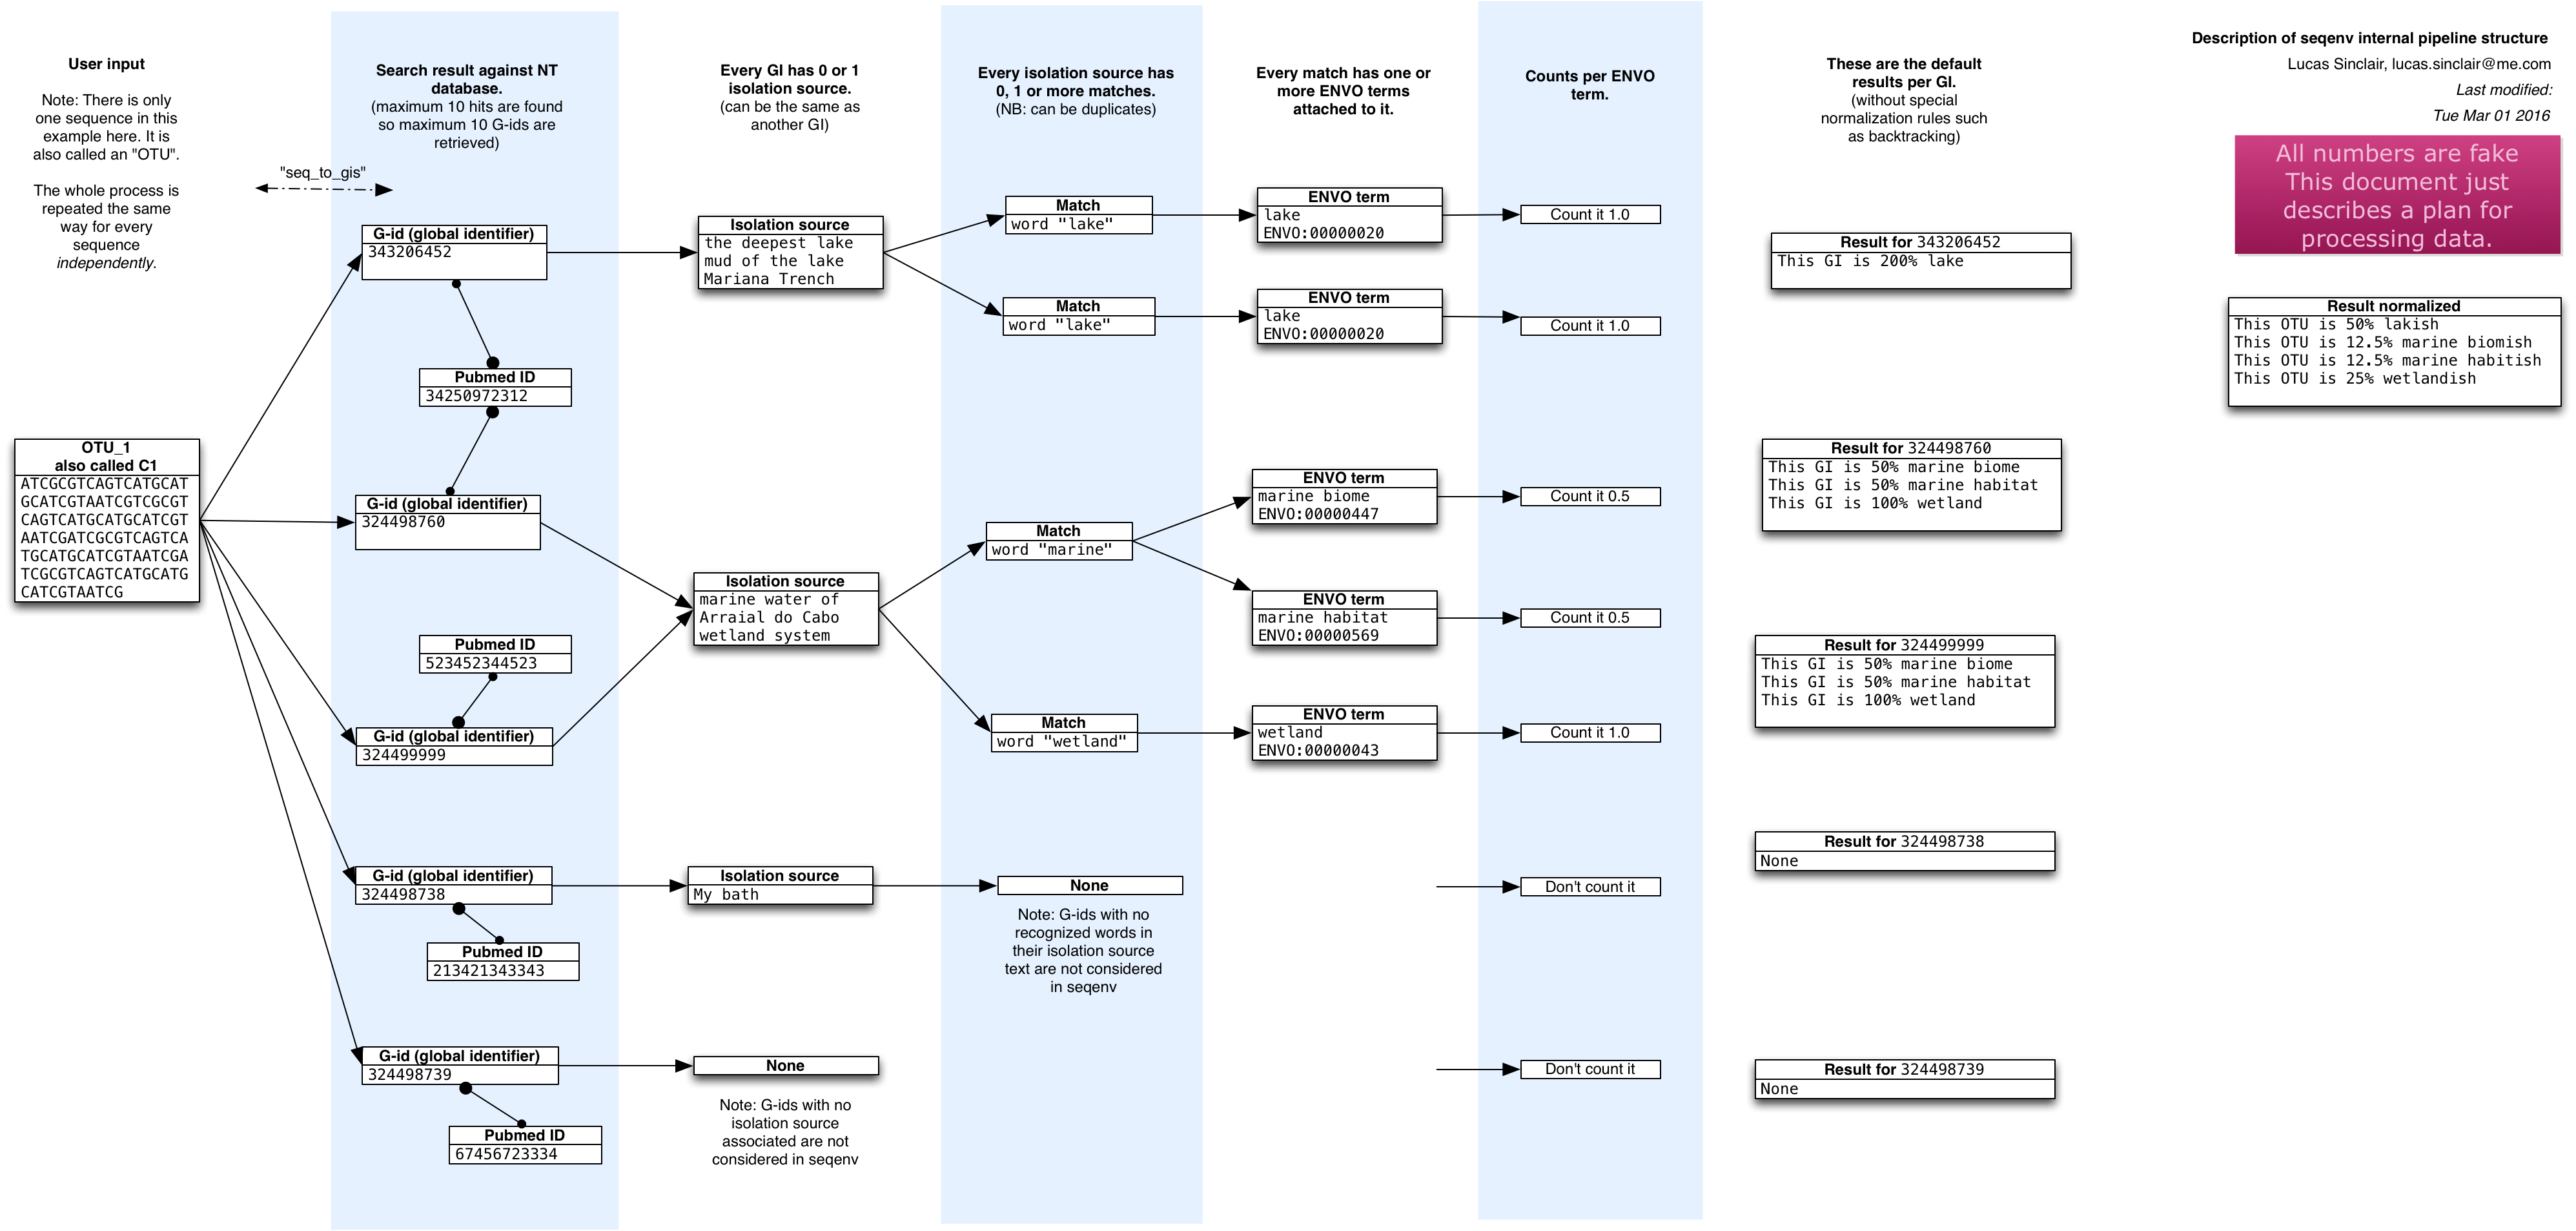 User input
Note: There is only
one sequence in this
example here. It is
also called an "OTU".
The whole process is
repeated the same
way for every
sequence
independently.
OTU_1
also called C1
ATCGCGTCAGTCATGCAT
GCATCGTAATCGTCGCGT
CAGTCATGCATGCATCGT
AATCGATCGCGTCAGTCA
TGCATGCATCGTAATCGA
TCGCGTCAGTCATGCATG
CATCGTAATCG
Search result against NT
database.
(maximum 10 hits are found
so maximum 10 G-ids are
retrieved)
"seq_to_gis"
G-id (global identifier)
343206452
Pubmed ID
34250972312
G-id (global identifier)
324498760
Pubmed ID
523452344523
G-id (global identifier)
324499999
G-id (global identifier)
324498738
Pubmed ID
213421343343
G-id (global identifier)
324498739
Pubmed ID
67456723334
Every GI has 0 or 1
isolation source.
(can be the same as
another GI)
Isolation source
the deepest lake
mud of the lake
Mariana Trench
Isolation source
marine water of
Arraial do Cabo
wetland system
Isolation source
My bath
None
Note: G-ids with no
isolation source
associated are not
considered in seqenv
Every isolation source has
0, 1 or more matches.
(NB: can be duplicates)
Match
word "lake"
Match
word "lake"
Match
word "marine"
Match
word "wetland"
None
Note: G-ids with no
recognized words in
their isolation source
text are not considered
in seqenv
Every match has one or
more ENVO terms
attached to it.
ENVO term
lake
ENVO:00000020
ENVO term
lake
ENVO:00000020
ENVO term
marine biome
ENVO:00000447
ENVO term
marine habitat
ENVO:00000569
ENVO term
wetland
ENVO:00000043
Counts per ENVO
term.
Count it 1.0
Count it 1.0
Count it 0.5
Count it 0.5
Count it 1.0
Don't count it
Don't count it
These are the default
results per GI.
(without special
normalization rules such
as backtracking)
Result for 343206452
This GI is 200% lake
Result for 324498760
This GI is 50% marine biome
This GI is 50% marine habitat
This GI is 100% wetland
Result for 324499999
This GI is 50% marine biome
This GI is 50% marine habitat
This GI is 100% wetland
Result for 324498738
None
Result for 324498739
None
Description of seqenv internal pipeline structure
Lucas Sinclair, lucas.sinclair@me.com
Last modified:
Tue Mar 01 2016
All numbers are fake
This document just
describes a plan for
processing data.
Result normalized
This OTU is 50% lakish
This OTU is 12.5% marine biomish
This OTU is 12.5% marine habitish
This OTU is 25% wetlandish